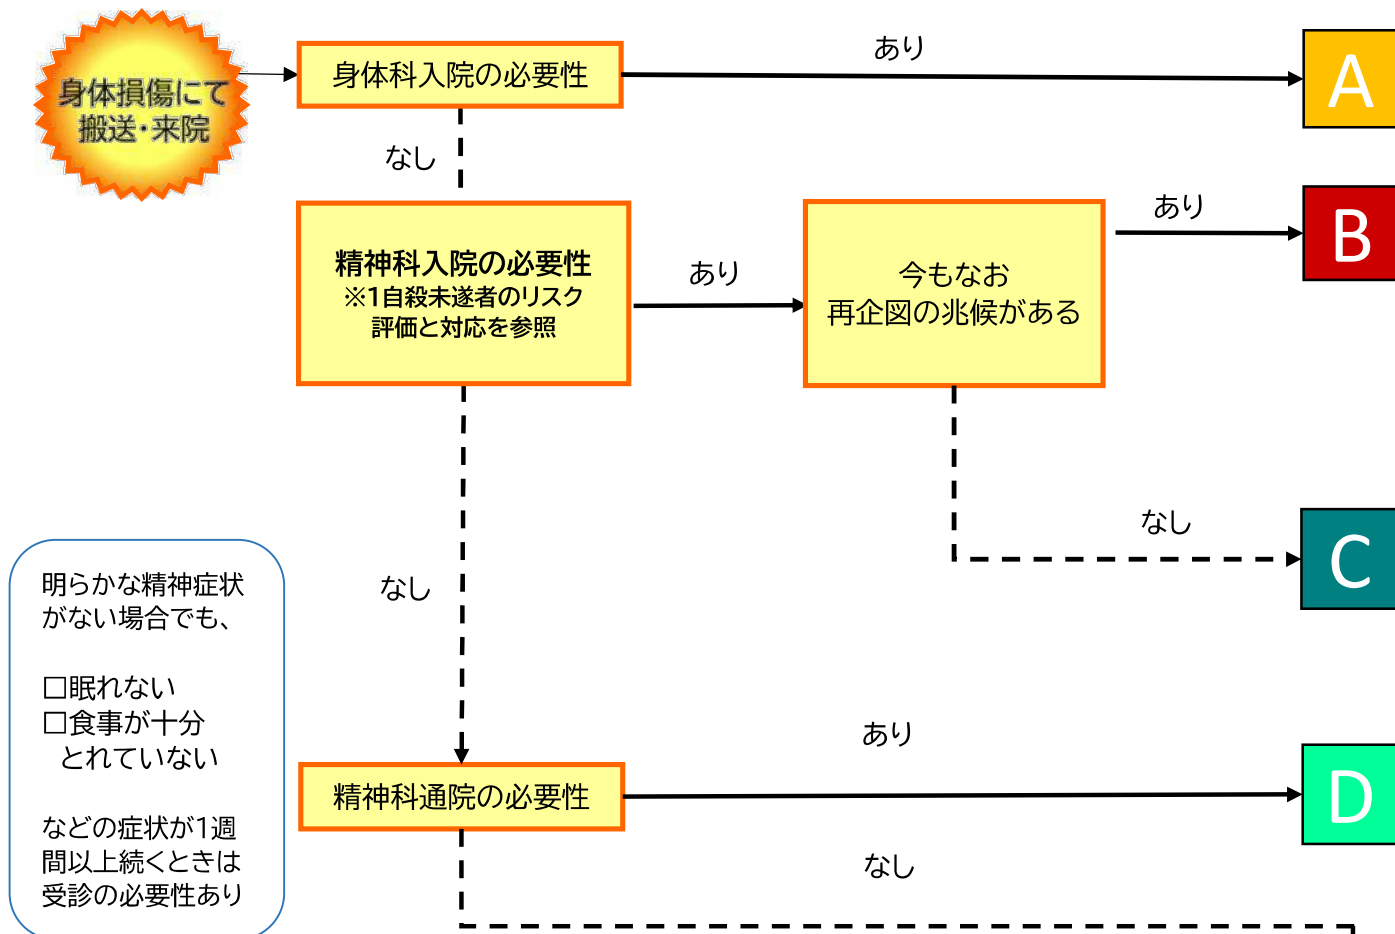 身体損傷にて
搬送・来院
身体科入院の必要性
あり
A
なし
精神科入院の必要性
※1自殺未遂者のリスク
評価と対応を参照
あり
今もなお
再企図の兆候がある
あり
B
なし
C
なし
明らかな精神症状
がない場合でも、
□眠れない
□食事が十分
とれていない
などの症状が1週
間以上続くときは
受診の必要性あり
精神科通院の必要性
あり
D
なし